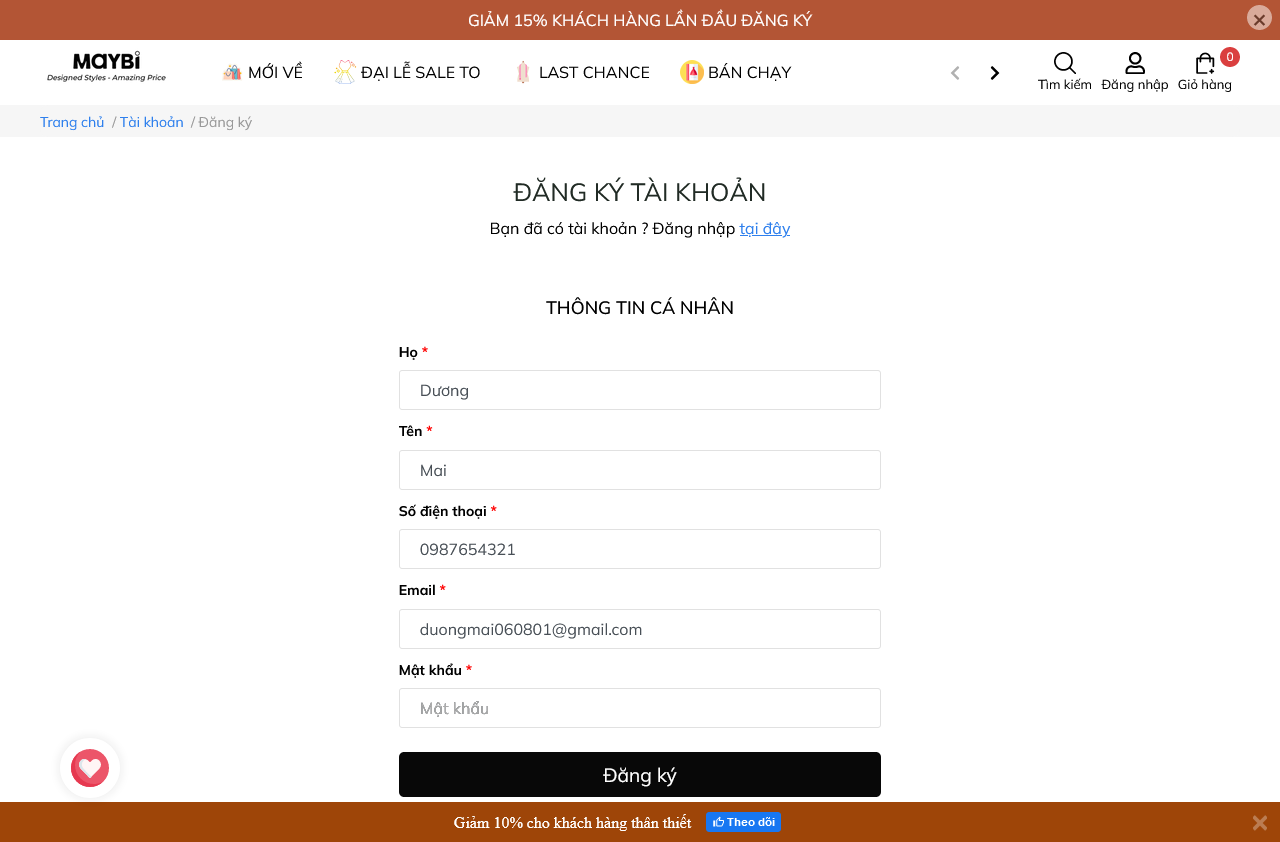 GIẢM 15% KHÁCH HÀNG LẦN ĐẦU ĐĂNG KÝ
MAYBI
Designed Styles - Amazing Price
MỚI VỀ
ĐẠI LỄ SALE TO
LAST CHANCE
BÁN CHẠY
Tìm kiếm
Đăng nhập
Giỏ hàng
0
Trang chủ / Tài khoản / Đăng ký
ĐĂNG KÝ TÀI KHOẢN
Bạn đã có tài khoản ? Đăng nhập tại đây
THÔNG TIN CÁ NHÂN
Họ *
Dương
Tên *
Mai
Số điện thoại *
0987654321
Email *
duongmai060801@gmail.com
Mật khẩu *
Mật khẩu
Đăng ký
Giảm 10% cho khách hàng thân thiết
Theo dõi